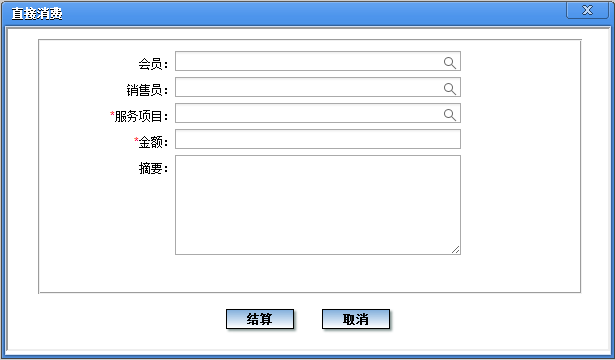 直接消费
会员：
销售员：
*服务项目：
*金额：
摘要：
结算 取消